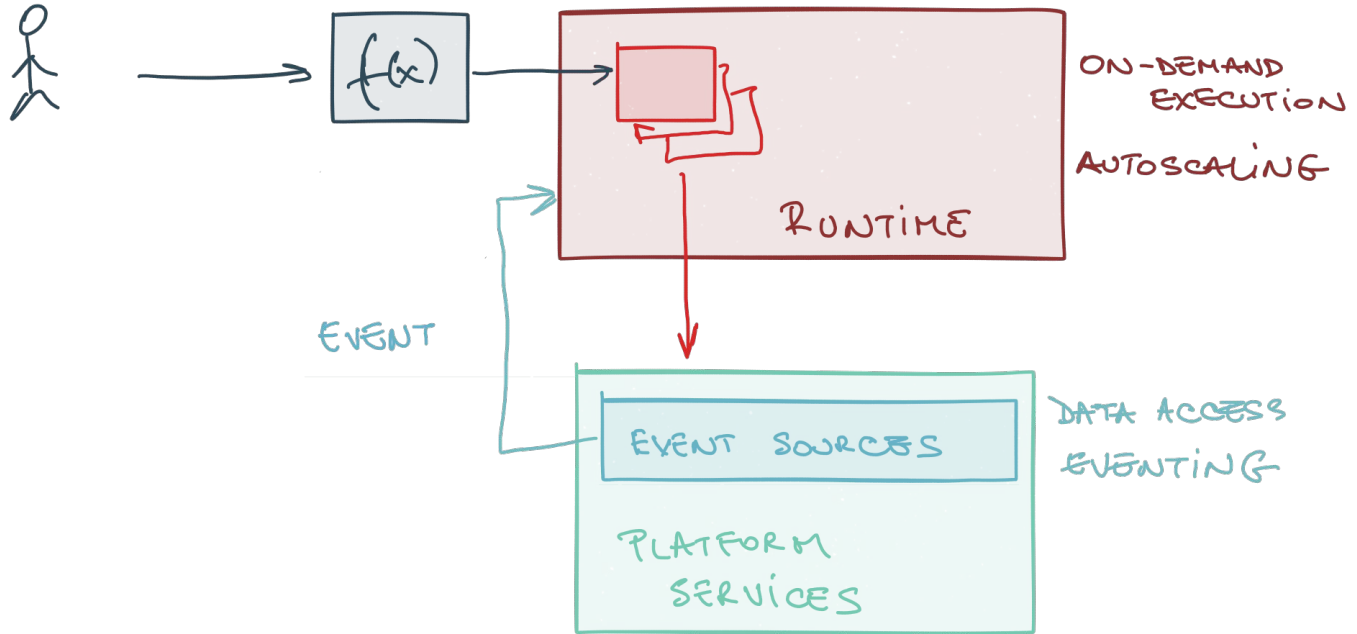 f(x)
ON-DEMAND
EXECUTION
AUTOSCALiNG
RUNTiME
EVENT
EVENT SOURCES
DATA ACCESS
EVENTiNG
PLATFORM
SERViCES